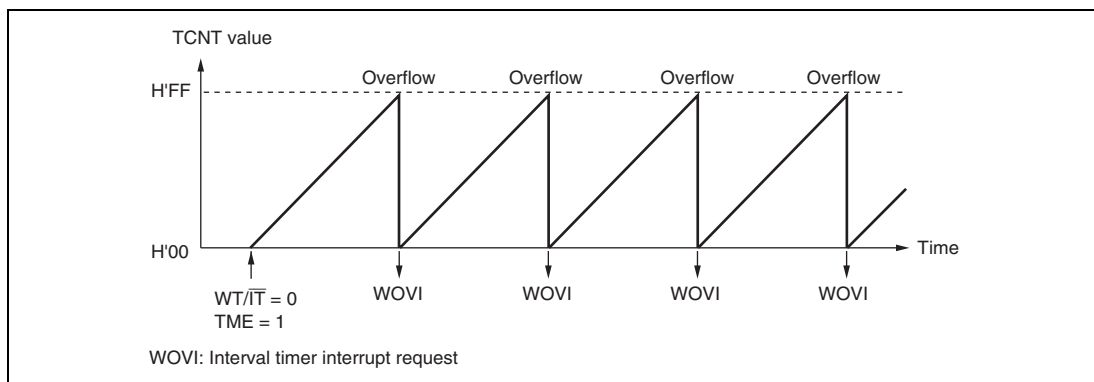 TCNT value
Overflow Overflow Overflow Overflow
H'FF
H'00
Time
WOVI WOVI WOVI WOVI
WT/I̅T̅ = 0
TME = 1
WOVI: Interval timer interrupt request